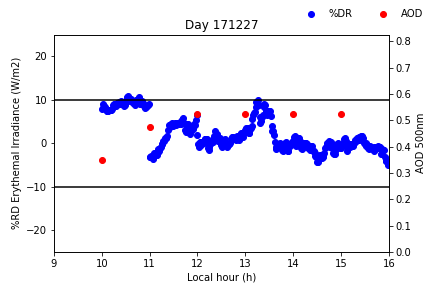 %DR AOD
Day 171227
%RD Erythemal Irradiance (W/m2)
20
10
0
−10
−20
0.8
0.7
0.6
0.5
0.4
0.3
0.2
0.1
0.0
AOD 500nm
9 10 11 12 13 14 15 16
Local hour (h)